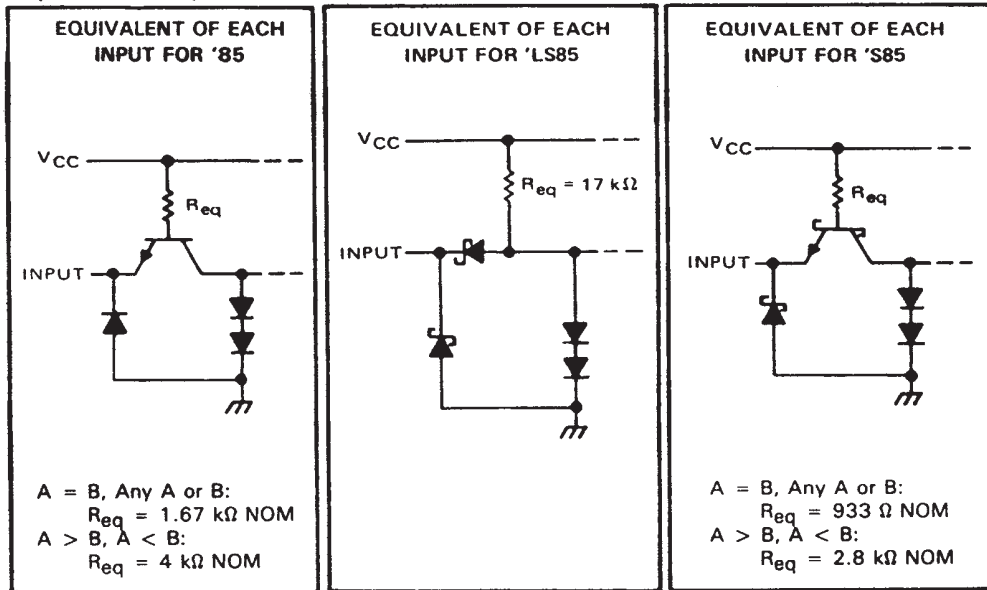 EQUIVALENT OF EACH
INPUT FOR '85
VCC
Req
INPUT
A = B, Any A or B:
Req = 1.67 kΩ NOM
A > B, A < B:
Req = 4 kΩ NOM
EQUIVALENT OF EACH
INPUT FOR 'LS85
VCC
Req = 17 kΩ
INPUT
EQUIVALENT OF EACH
INPUT FOR 'S85
VCC
Req
INPUT
A = B, Any A or B:
Req = 933 Ω NOM
A > B, A < B:
Req = 2.8 kΩ NOM